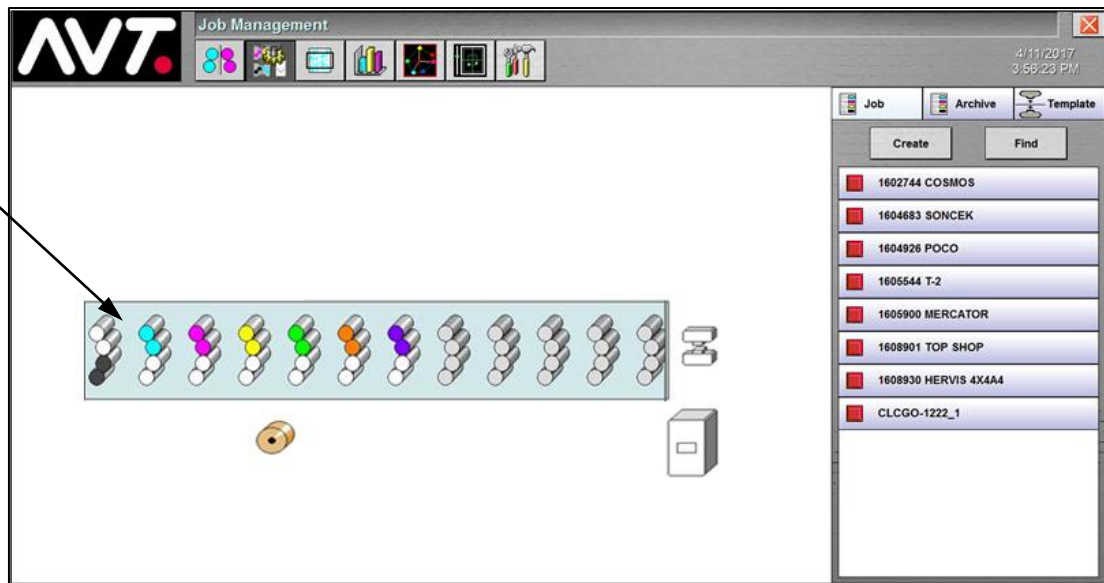 AVT.
Job Management
4/11/2017
3:56:23 PM
Job
Archive
Template
Create
Find
1602744 COSMOS
1604683 SONCEK
1604926 POCO
1605544 T-2
1605900 MERCATOR
1608901 TOP SHOP
1608930 HERVIS 4X4A4
CLCGO-1222_1